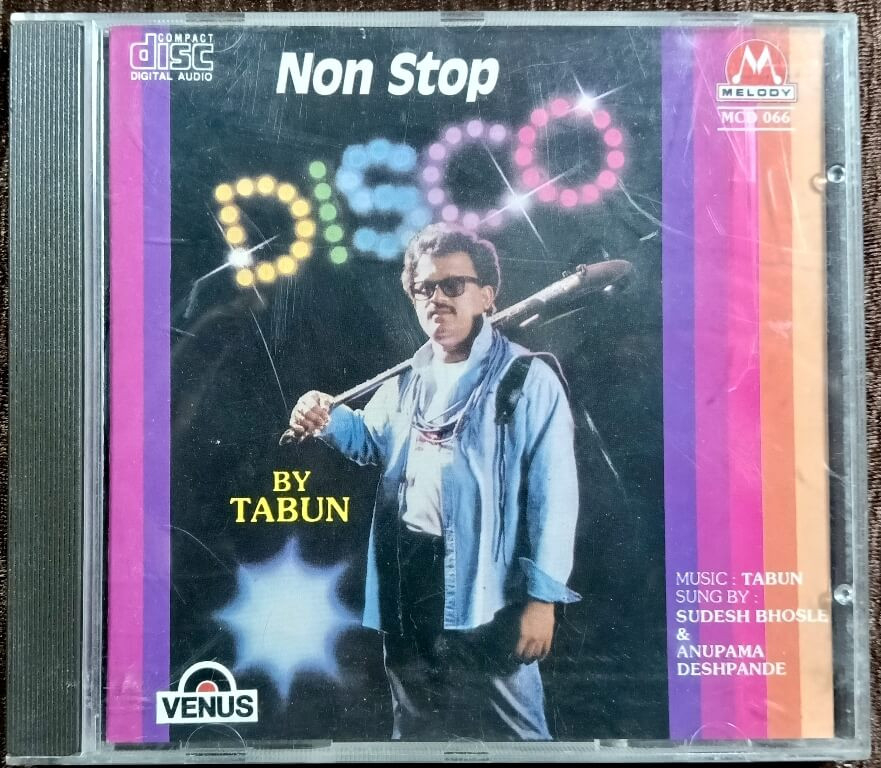 COMPACT
disc
DIGITAL AUDIO
Non Stop
DISCO
MELODY
MCD 066
BY
TABUN
MUSIC : TABUN
SUNG BY :
SUDESH BHOSLE
&
ANUPAMA
DESHPANDE
VENUS